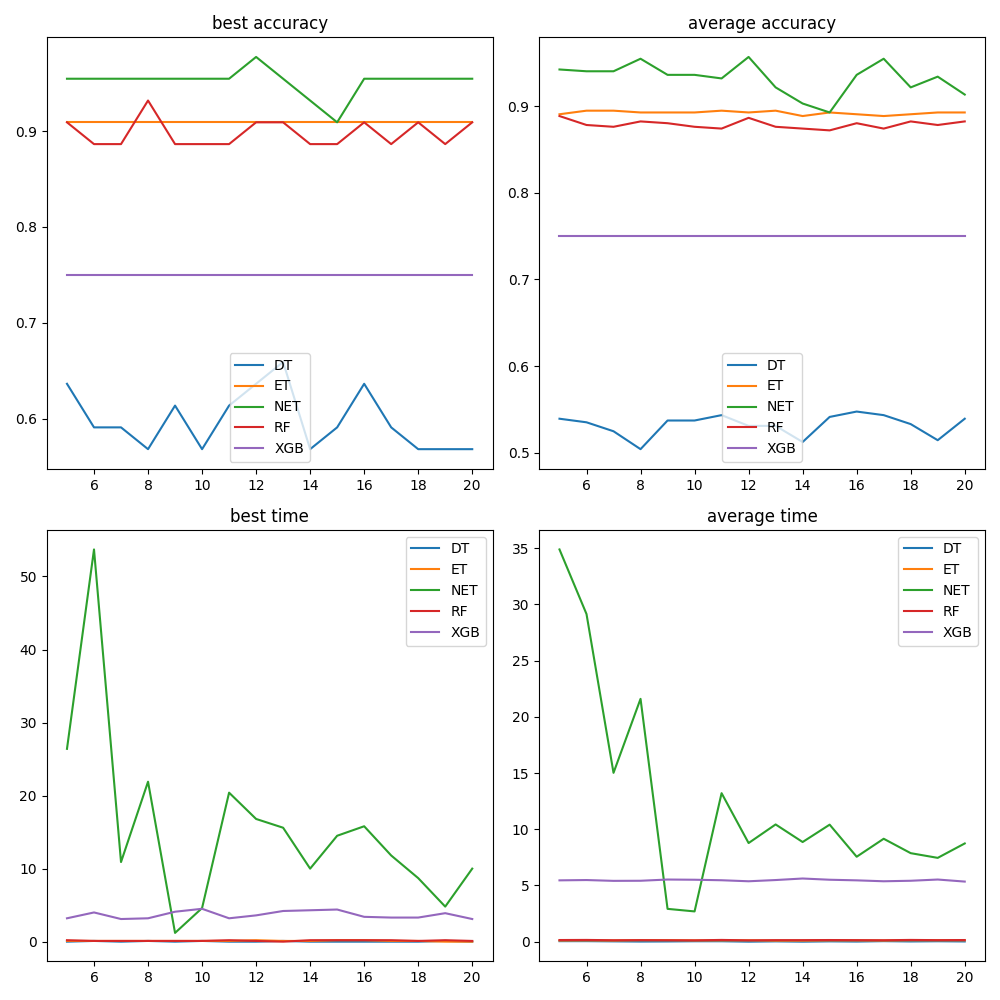 best accuracy
0.9
0.8
0.7
0.6
DT
ET
NET
RF
XGB
6 8 10 12 14 16 18 20
average accuracy
0.9
0.8
0.7
0.6
0.5
DT
ET
NET
RF
XGB
6 8 10 12 14 16 18 20
best time
50
40
30
20
10
0
DT
ET
NET
RF
XGB
6 8 10 12 14 16 18 20
average time
35
30
25
20
15
10
5
0
DT
ET
NET
RF
XGB
6 8 10 12 14 16 18 20